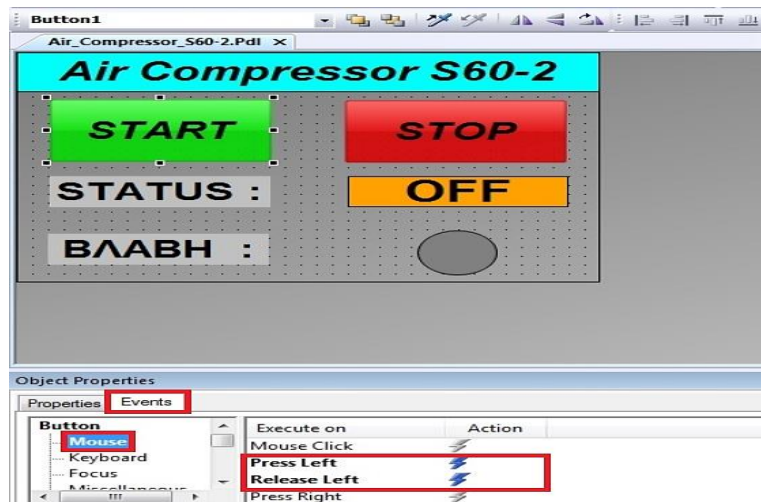 Button1
Air_Compressor_S60-2.Pdl ×
Air Compressor S60-2
START STOP
STATUS : OFF
ΒΛΑΒΗ :
Object Properties
Properties Events
Button Execute on Action
Mouse Mouse Click
Keyboard Press Left
Focus Release Left
Miscellaneous Press Right